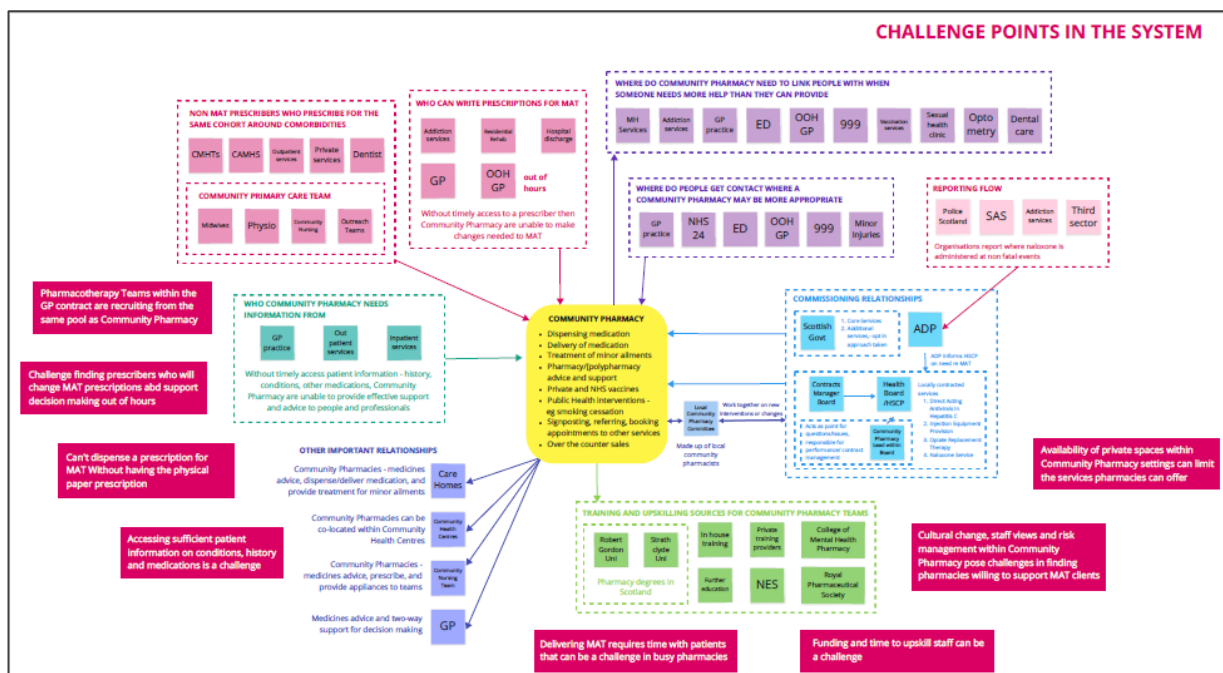 CHALLENGE POINTS IN THE SYSTEM
NON MAT PRESCRIBERS WHO PRESCRIBE FOR THE
SAME COHORT AROUND COMORBIDITIES
CMHTs
CAMHS
Outpatient
services
Private
services
Dentist
COMMUNITY PRIMARY CARE TEAM
Midwives
Physio
Community
Nursing
Outreach
Teams
WHO CAN WRITE PRESCRIPTIONS FOR MAT
Addiction
services
Residential
Rehab
Hospital
discharge
GP
OOH
GP
out of
hours
Without timely access to a prescriber then
Community Pharmacy are unable to make
changes needed to MAT
WHERE DO COMMUNITY PHARMACY NEED TO LINK PEOPLE WITH WHEN
SOMEONE NEEDS MORE HELP THAN THEY CAN PROVIDE
MH
Services
Addiction
services
GP
practice
ED
OOH
GP
999
Vaccination
services
Sexual
health
clinic
Opto
metry
Dental
care
WHERE DO PEOPLE GET CONTACT WHERE A
COMMUNITY PHARMACY MAY BE MORE APPROPRIATE
GP
practice
NHS
24
ED
OOH
GP
999
Minor
Injuries
REPORTING FLOW
Police
Scotland
SAS
Addiction
services
Third
sector
Organisations report where naloxone is
administered at non fatal events
Pharmacotherapy Teams within the
GP contract are recruiting from the
same pool as Community Pharmacy
Challenge finding prescribers who will
change MAT prescriptions abd support
decision making out of hours
Can't dispense a prescription for
MAT Without having the physical
paper prescription
Accessing sufficient patient
information on conditions, history
and medications is a challenge
WHO COMMUNITY PHARMACY NEEDS
INFORMATION FROM
GP
practice
Out
patient
services
Inpatient
services
Without timely access patient information - history,
conditions, other medications, Community
Pharmacy are unable to provide effective support
and advice to people and professionals
COMMUNITY PHARMACY
• Dispensing medication
• Delivery of medication
• Treatment of minor ailments
• Pharmacy/[polypharmacy
advice and support
• Private and NHS vaccines
• Public Health interventions -
eg smoking cessation
• Signposting, referring, booking
appointments to other services
• Over the counter sales
COMMISSIONING RELATIONSHIPS
Scottish
Govt
1. Core Services
2. Additional
services, -opt in
approach taken
ADP
ADP informs HSCP
on need re MAT
Contracts
Manager
Board
Health
Board
/HSCP
Acts as point for
questions/issues,
responsible for
performance/ contract
management
Community
Pharmacy
Lead within
Board
Locally contracted
services
1. Direct Acting
Antivirals in
Hepatitis C
2. Injection Equipment
Provision
3. Opiate Replacement
Therapy
4. Naloxone Service
Local
Community
Pharmacy
Committee
Work together on new
interventions or changes
Made up of local
community
pharmacists
OTHER IMPORTANT RELATIONSHIPS
Community Pharmacies - medicines
advice, dispense/deliver medication, and
provide treatment for minor ailments
Care
Homes
Community Pharmacies can be
co-located within Community
Health Centres
Community
Health
Centres
Community Pharmacies -
medicines advice, prescribe, and
provide appliances to teams
Community
Nursing
Team
Medicines advice and two-way
support for decision making
GP
TRAINING AND UPSKILLING SOURCES FOR COMMUNITY PHARMACY TEAMS
Robert
Gordon
Uni
Strath
clyde Uni
Pharmacy degrees in
Scotland
In house
training
Private
training
providers
College of
Mental Health
Pharmacy
Further
education
NES
Royal
Pharmaceutical
Society
Availability of private spaces within
Community Pharmacy settings can limit
the services pharmacies can offer
Cultural change, staff views and risk
management within Community
Pharmacy pose challenges in finding
pharmacies willing to support MAT clients
Delivering MAT requires time with patients
that can be a challenge in busy pharmacies
Funding and time to upskill staff can be
a challenge